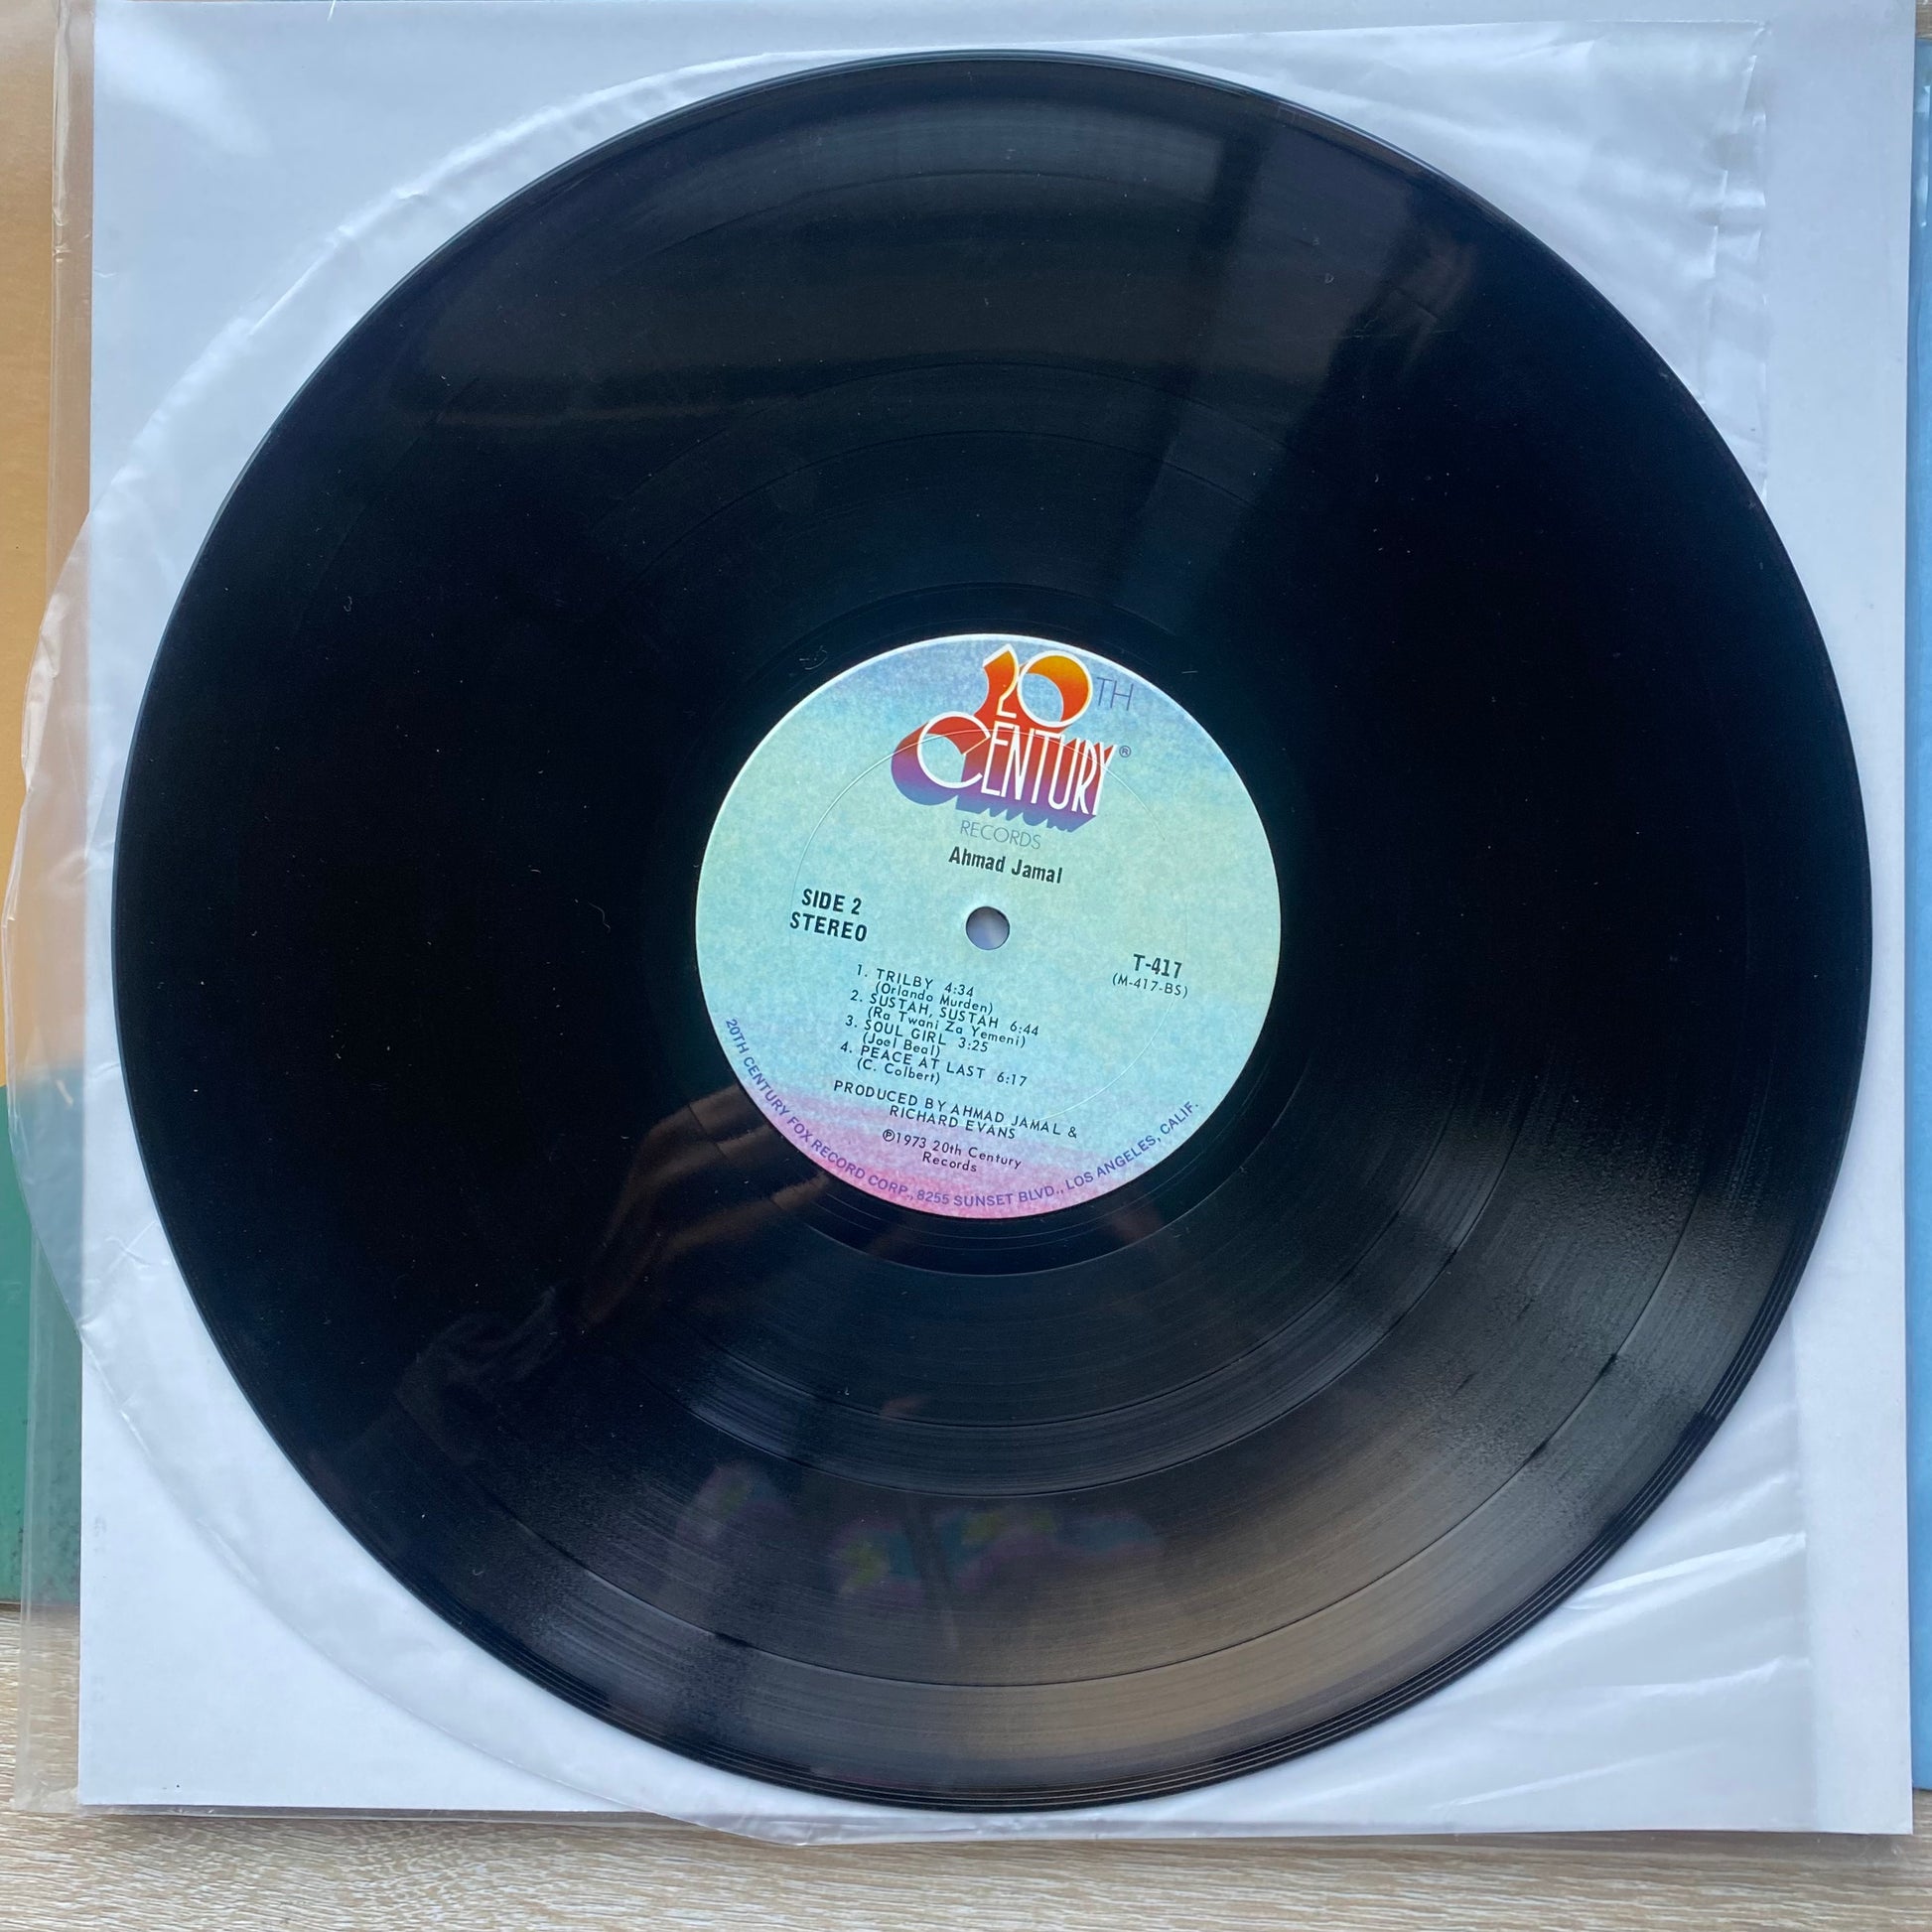 20TH
CENTURY®
RECORDS
Ahmad Jamal
SIDE 2
STEREO
T-417
(M-417-BS)
1. TRILBY 4:34
(Orlando Murden)
2. SUSTAH, SUSTAH 6:44
(Ra Twani Za Yemeni)
3. SOUL GIRL 3:25
(Joel Beal)
4. PEACE AT LAST 6:17
(C. Colbert)
PRODUCED BY AHMAD JAMAL &
RICHARD EVANS
℗1973 20th Century
Records
20TH CENTURY FOX RECORD CORP., 8255 SUNSET BLVD., LOS ANGELES, CALIF.